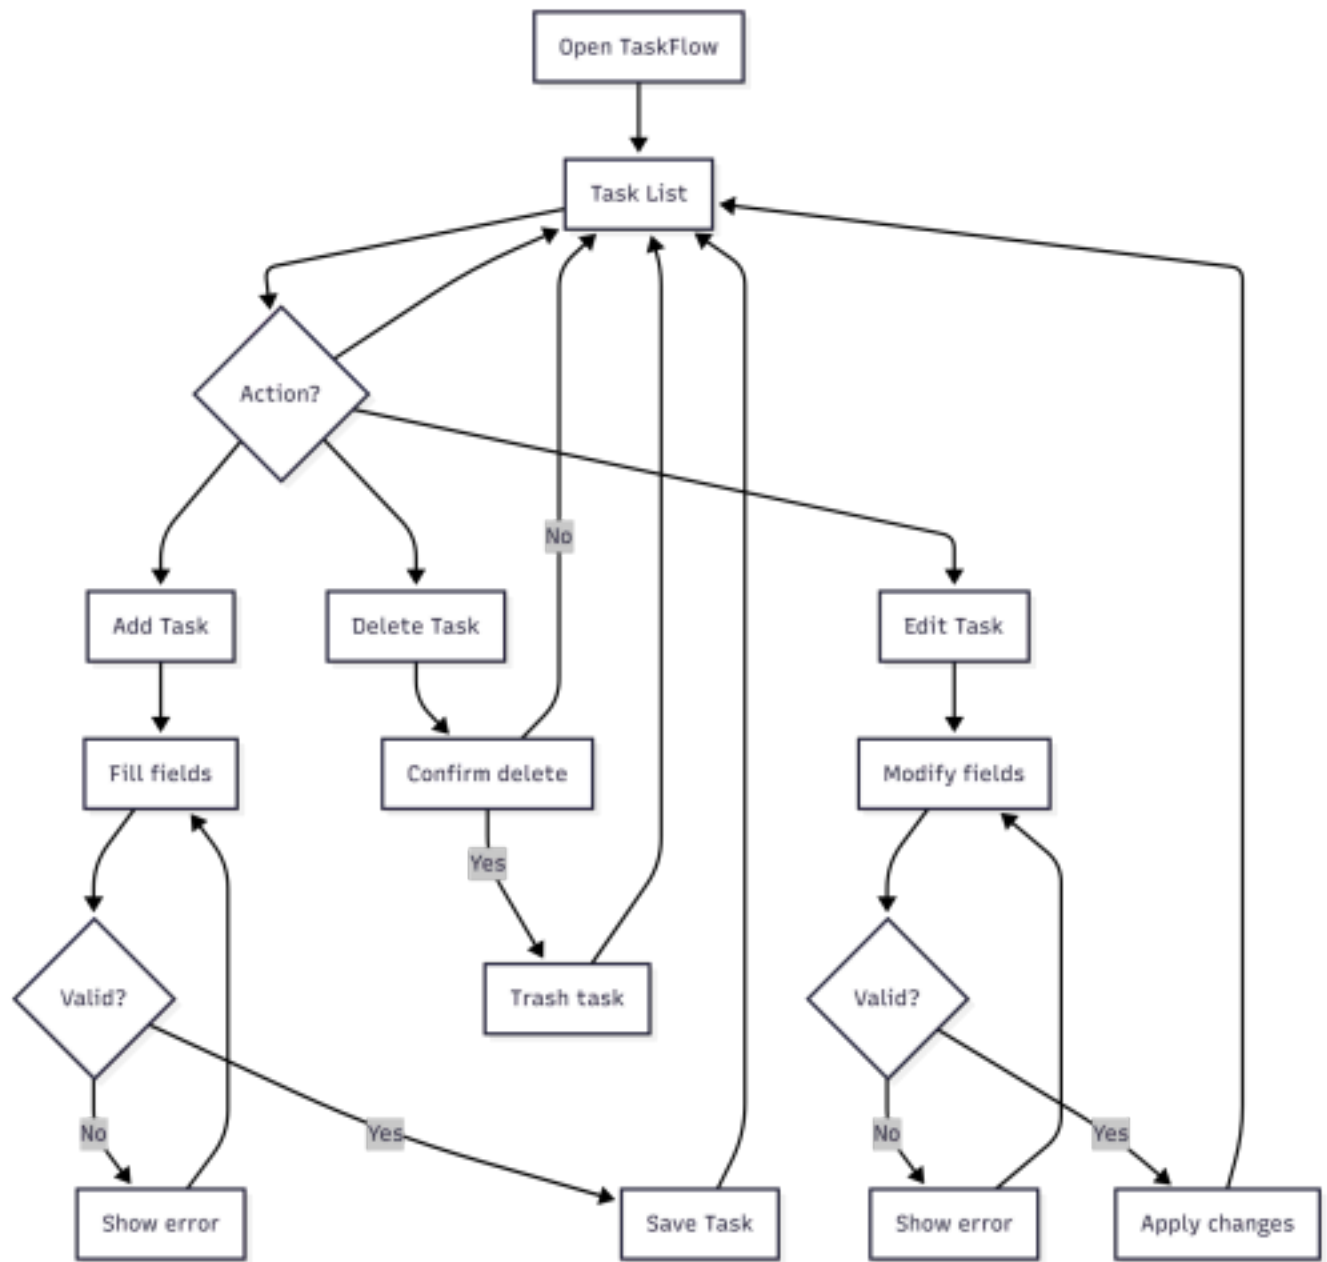 Open TaskFlow
Task List
Action?
No
Add Task
Delete Task
Edit Task
Fill fields
Confirm delete
Modify fields
Yes
Valid?
Trash task
Valid?
No
Yes
No
Yes
Show error
Save Task
Show error
Apply changes